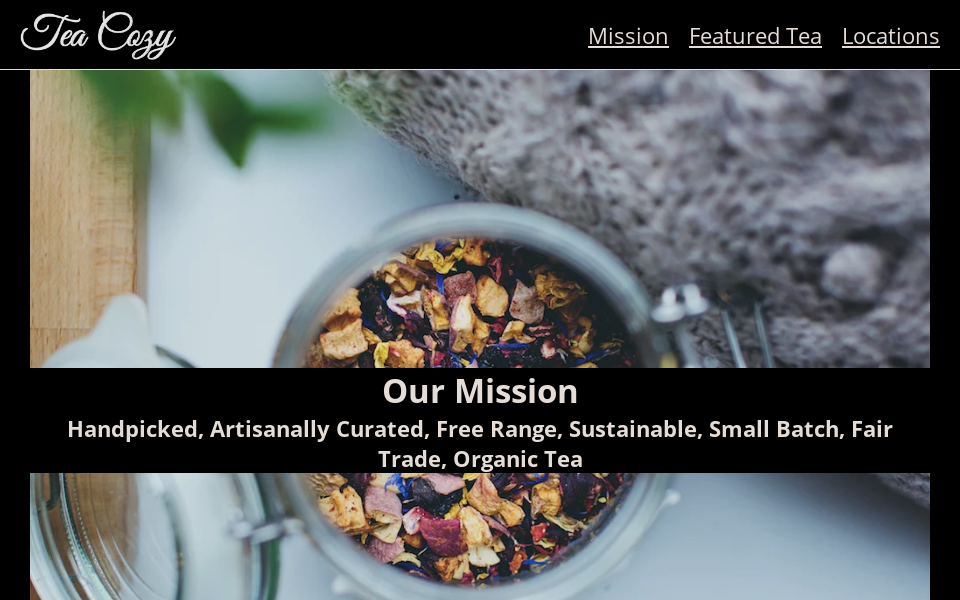 Tea Cozy
Mission Featured Tea Locations
Our Mission
Handpicked, Artisanally Curated, Free Range, Sustainable, Small Batch, Fair
Trade, Organic Tea